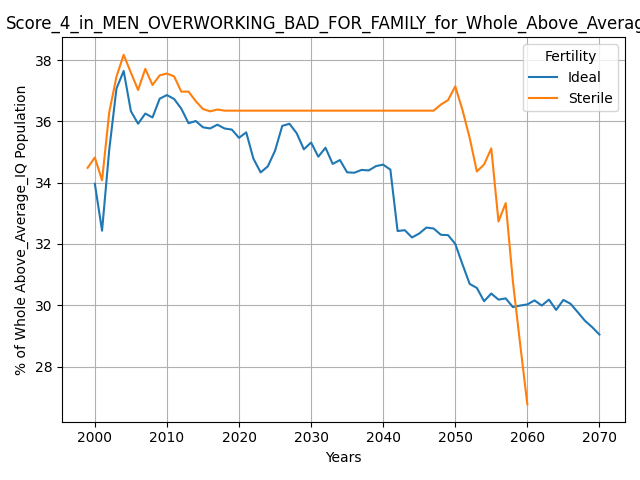 Score_4_in_MEN_OVERWORKING_BAD_FOR_FAMILY_for_Whole_Above_Averag
Fertility
Ideal
Sterile
% of Whole Above_Average_IQ Population
38
36
34
32
30
28
2000 2010 2020 2030 2040 2050 2060 2070
Years